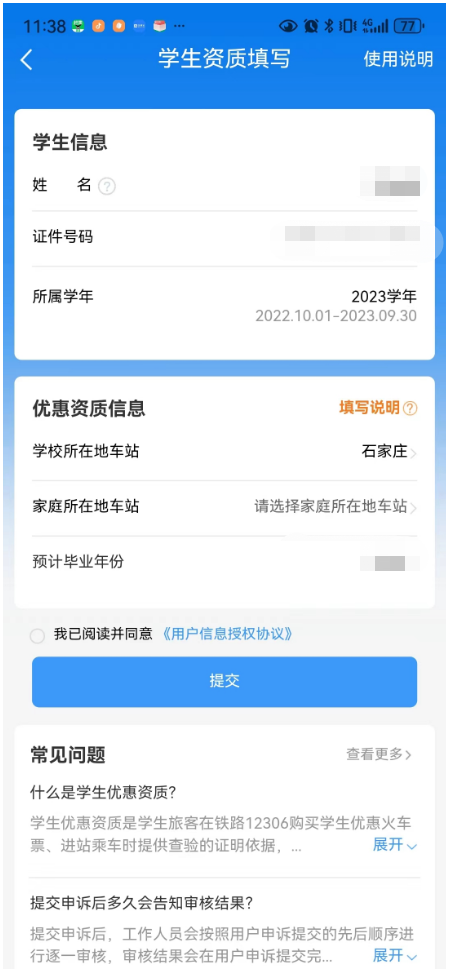 11:38 ... 4G 77
学生资质填写 使用说明
学生信息
姓 名 ?
证件号码
所属学年 2023学年
2022.10.01-2023.09.30
优惠资质信息 填写说明?
学校所在地车站 石家庄
家庭所在地车站 请选择家庭所在地车站
预计毕业年份
我已阅读并同意 《用户信息授权协议》
提交
常见问题 查看更多
什么是学生优惠资质?
学生优惠资质是学生旅客在铁路12306购买学生优惠火车
票、进站乘车时提供查验的证明依据，... 展开
提交申诉后多久会告知审核结果?
提交申诉后，工作人员会按照用户申诉提交的先后顺序进
行逐一审核，审核结果会在用户申诉提交完... 展开